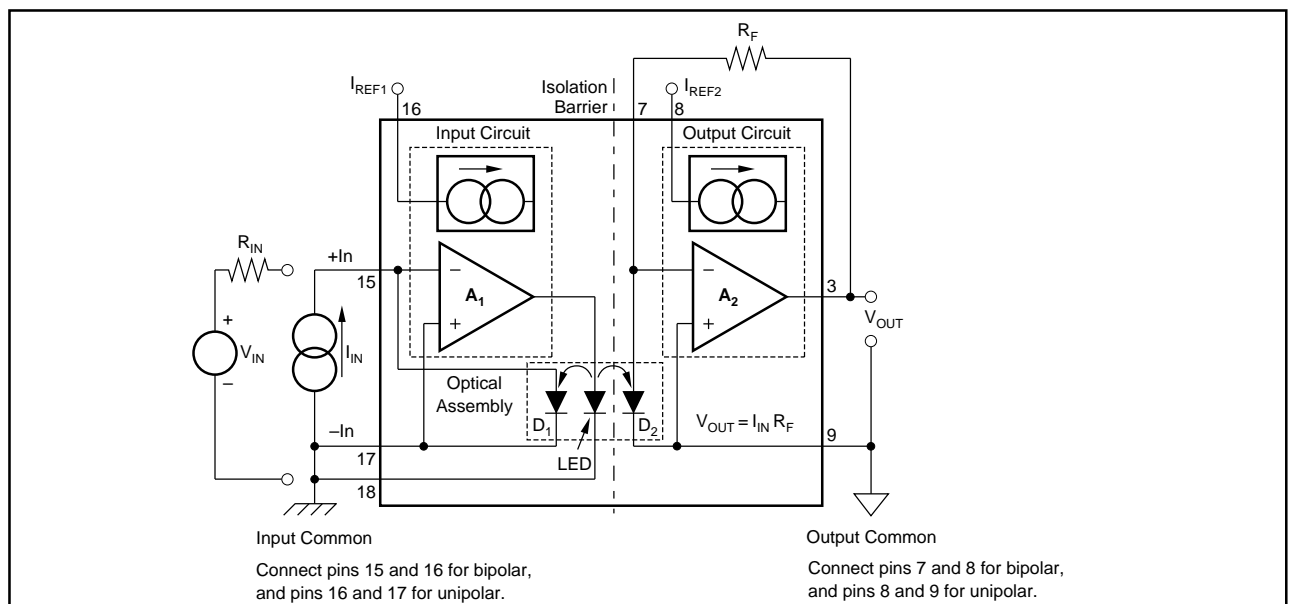 R_F
I_REF1
16
Isolation
Barrier
7
8
I_REF2
Input Circuit
Output Circuit
R_IN
+In
15
−
A_1
+
−
A_2
+
3
V_OUT
+
V_IN
–
I_IN
Optical
Assembly
D_1
D_2
V_OUT = I_IN R_F
–In
17
LED
9
18
Input Common
Connect pins 15 and 16 for bipolar,
and pins 16 and 17 for unipolar.
Output Common
Connect pins 7 and 8 for bipolar,
and pins 8 and 9 for unipolar.